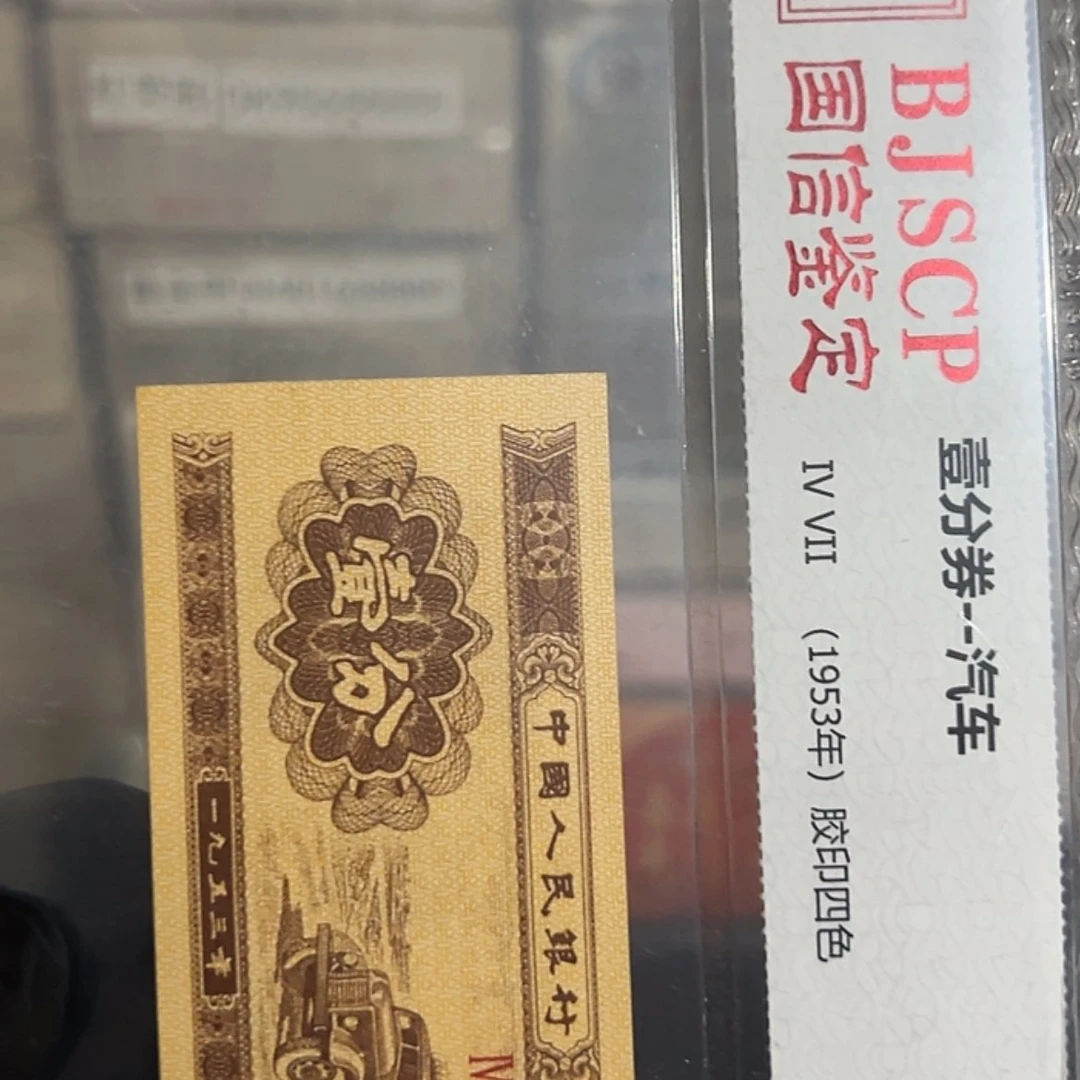 BJSCP
国信鉴定
壹分券--汽车
IV VII （1953年）胶印四色
中國人民銀行
壹分
一九五三年